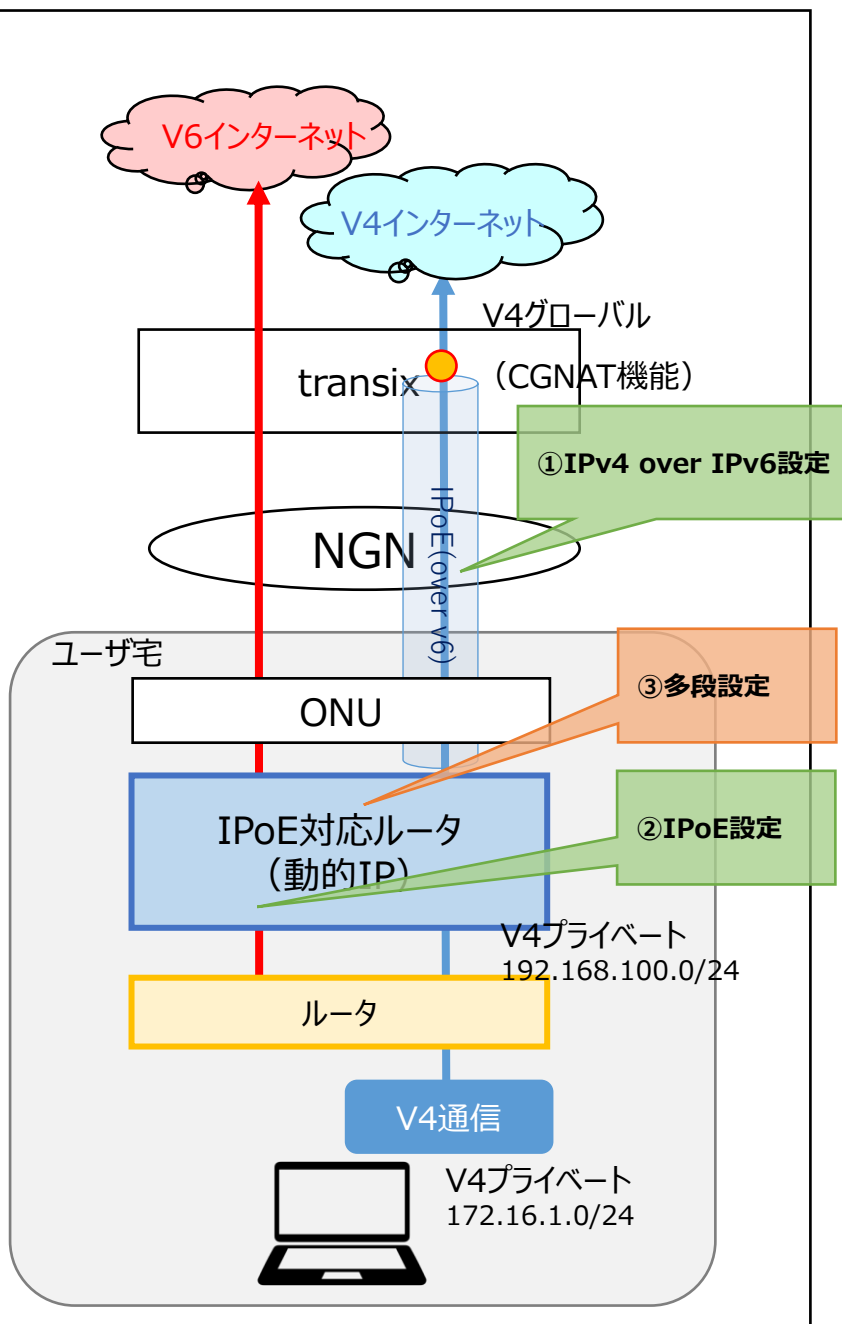 V6インターネット
V4インターネット
V4グローバル
transix
（CGNAT機能）
①IPv4 over IPv6設定
IPoE(over v6)
NGN
ユーザ宅
③多段設定
ONU
IPoE対応ルータ
（動的IP）
②IPoE設定
V4プライベート
192.168.100.0/24
ルータ
V4通信
V4プライベート
172.16.1.0/24